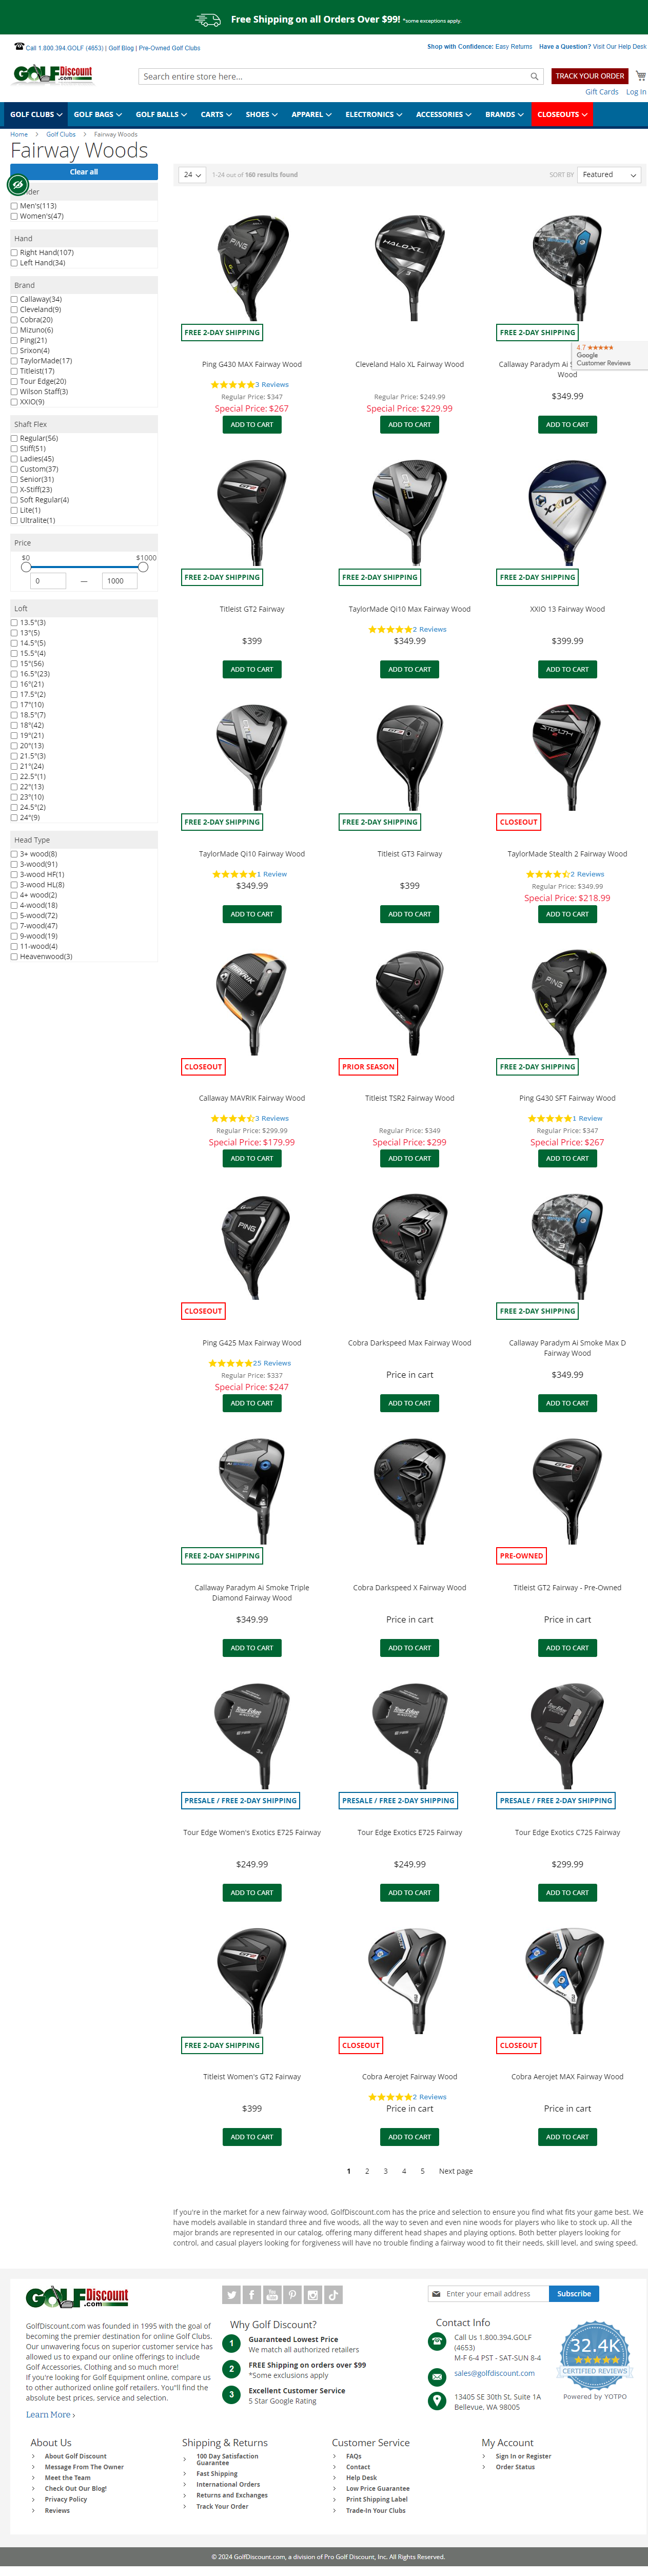 Free Shipping on all Orders Over $99! *some exceptions apply.
Call 1.800.394.GOLF (4653) | Golf Blog | Pre-Owned Golf Clubs
Shop with Confidence: Easy Returns Have a Question? Visit Our Help Desk
GOLF Discount .com
Search entire store here...
TRACK YOUR ORDER
Gift Cards Log In
GOLF CLUBS GOLF BAGS GOLF BALLS CARTS SHOES APPAREL ELECTRONICS ACCESSORIES BRANDS CLOSEOUTS
Home > Golf Clubs > Fairway Woods
Fairway Woods
Clear all
der
Men's(113)
Women's(47)
Hand
Right Hand(107)
Left Hand(34)
Brand
Callaway(34)
Cleveland(9)
Cobra(20)
Mizuno(6)
Ping(21)
Srixon(4)
TaylorMade(17)
Titleist(17)
Tour Edge(20)
Wilson Staff(3)
XXIO(9)
Shaft Flex
Regular(56)
Stiff(51)
Ladies(45)
Custom(37)
Senior(31)
X-Stiff(23)
Soft Regular(4)
Lite(1)
Ultralite(1)
Price
$0 $1000
0 — 1000
Loft
13.5°(3)
13°(5)
14.5°(5)
15.5°(4)
15°(56)
16.5°(23)
16°(21)
17.5°(2)
17°(10)
18.5°(7)
18°(42)
19°(21)
20°(13)
21.5°(3)
21°(24)
22.5°(1)
22°(13)
23°(10)
24.5°(2)
24°(9)
Head Type
3+ wood(8)
3-wood(91)
3-wood HF(1)
3-wood HL(8)
4+ wood(2)
4-wood(18)
5-wood(72)
7-wood(47)
9-wood(19)
11-wood(4)
Heavenwood(3)
24 1-24 out of 160 results found
SORT BY Featured
FREE 2-DAY SHIPPING FREE 2-DAY SHIPPING
4.7 ★★★★★
Google
Customer Reviews
Ping G430 MAX Fairway Wood Cleveland Halo XL Fairway Wood Callaway Paradym Ai S
Wood
3 Reviews
Regular Price: $347 Regular Price: $249.99 $349.99
Special Price: $267 Special Price: $229.99
ADD TO CART ADD TO CART ADD TO CART
FREE 2-DAY SHIPPING FREE 2-DAY SHIPPING FREE 2-DAY SHIPPING
Titleist GT2 Fairway TaylorMade Qi10 Max Fairway Wood XXIO 13 Fairway Wood
2 Reviews
$399 $349.99 $399.99
ADD TO CART ADD TO CART ADD TO CART
FREE 2-DAY SHIPPING FREE 2-DAY SHIPPING CLOSEOUT
TaylorMade Qi10 Fairway Wood Titleist GT3 Fairway TaylorMade Stealth 2 Fairway Wood
1 Review 2 Reviews
$349.99 $399 Regular Price: $349.99
Special Price: $218.99
ADD TO CART ADD TO CART ADD TO CART
CLOSEOUT PRIOR SEASON FREE 2-DAY SHIPPING
Callaway MAVRIK Fairway Wood Titleist TSR2 Fairway Wood Ping G430 SFT Fairway Wood
3 Reviews 1 Review
Regular Price: $299.99 Regular Price: $349 Regular Price: $347
Special Price: $179.99 Special Price: $299 Special Price: $267
ADD TO CART ADD TO CART ADD TO CART
CLOSEOUT FREE 2-DAY SHIPPING
Ping G425 Max Fairway Wood Cobra Darkspeed Max Fairway Wood Callaway Paradym Ai Smoke Max D
Fairway Wood
25 Reviews
Regular Price: $337 Price in cart $349.99
Special Price: $247
ADD TO CART ADD TO CART ADD TO CART
FREE 2-DAY SHIPPING PRE-OWNED
Callaway Paradym Ai Smoke Triple Cobra Darkspeed X Fairway Wood Titleist GT2 Fairway - Pre-Owned
Diamond Fairway Wood
$349.99 Price in cart Price in cart
ADD TO CART ADD TO CART ADD TO CART
PRESALE / FREE 2-DAY SHIPPING PRESALE / FREE 2-DAY SHIPPING PRESALE / FREE 2-DAY SHIPPING
Tour Edge Women's Exotics E725 Fairway Tour Edge Exotics E725 Fairway Tour Edge Exotics C725 Fairway
$249.99 $249.99 $299.99
ADD TO CART ADD TO CART ADD TO CART
FREE 2-DAY SHIPPING CLOSEOUT CLOSEOUT
Titleist Women's GT2 Fairway Cobra Aerojet Fairway Wood Cobra Aerojet MAX Fairway Wood
2 Reviews
$399 Price in cart Price in cart
ADD TO CART ADD TO CART ADD TO CART
1 2 3 4 5 Next page
If you're in the market for a new fairway wood, GolfDiscount.com has the price and selection to ensure you find what fits your game best. We
have models available in standard three and five woods, all the way to seven and even nine woods for players who like to stock up. All the
major brands are represented in our catalog, offering many different head shapes and playing options. Both better players looking for
control, and casual players looking for forgiveness will have no trouble finding a fairway wood to fit their needs, skill level, and swing speed.
GOLF Discount .com
GolfDiscount.com was founded in 1995 with the goal of
becoming the #1 resource for purchasing online Golf Clubs.
Our unwavering focus on superior customer service has
allowed us to expand our online offerings to include
Golf Accessories, Clothing and so much more!
If you're looking for Golf Equipment online, compare us
to other authorized online golf retailers. You''ll find the
absolute best prices, service and selection.
Learn More ›
Why Golf Discount?
1 Guaranteed Lowest Price
We match all authorized retailers
2 FREE Shipping on orders over $99
*Some exclusions apply
3 Excellent Customer Service
5 Star Google Rating
Enter your email address Subscribe
Contact Info
Call Us 1.800.394.GOLF
(4653)
M-F 6-4 PST - SAT-SUN 8-4
sales@golfdiscount.com
13405 SE 30th St, Suite 1A
Bellevue, WA 98005
32.4K
★★★★★
CERTIFIED REVIEWS
Powered by YOTPO
About Us
About Golf Discount
Message From The Owner
Meet the Team
Check Out Our Blog!
Privacy Policy
Reviews
Shipping & Returns
100 Day Satisfaction
Guarantee
Fast Shipping
International Orders
Returns and Exchanges
Track Your Order
Customer Service
FAQs
Contact
Help Desk
Low Price Guarantee
Print Shipping Label
Trade-In Your Clubs
My Account
Sign In or Register
Order Status
© 2024 GolfDiscount.com, a division of Pro Golf Discount, Inc. All Rights Reserved.